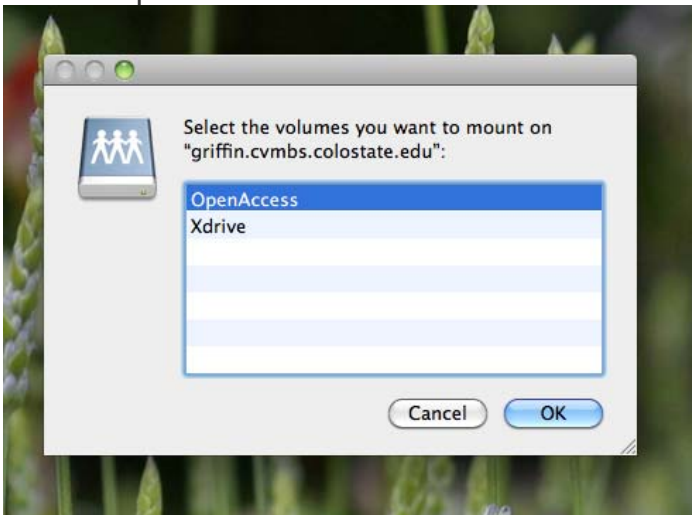 Select the volumes you want to mount on
“griffin.cvmbs.colostate.edu”:
OpenAccess
Xdrive
Cancel
OK